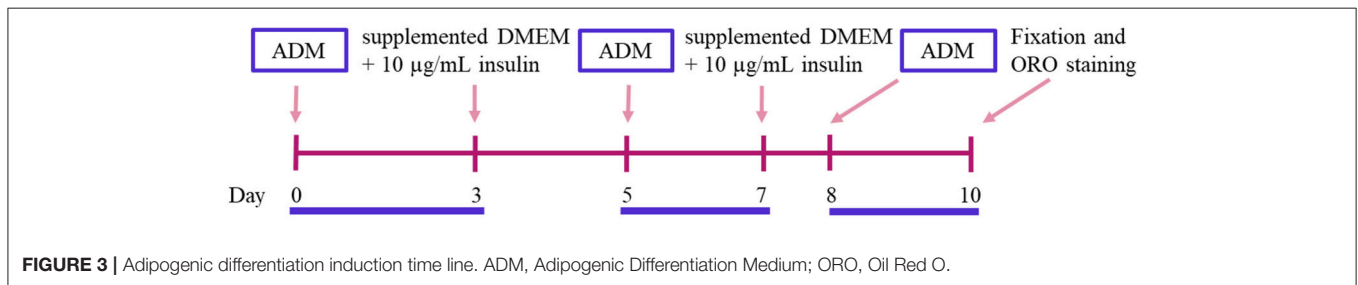 ADM
supplemented DMEM
+ 10 µg/mL insulin
ADM
supplemented DMEM
+ 10 µg/mL insulin
ADM
Fixation and
ORO staining
Day 0 3 5 7 8 10
FIGURE 3 | Adipogenic differentiation induction time line. ADM, Adipogenic Differentiation Medium; ORO, Oil Red O.